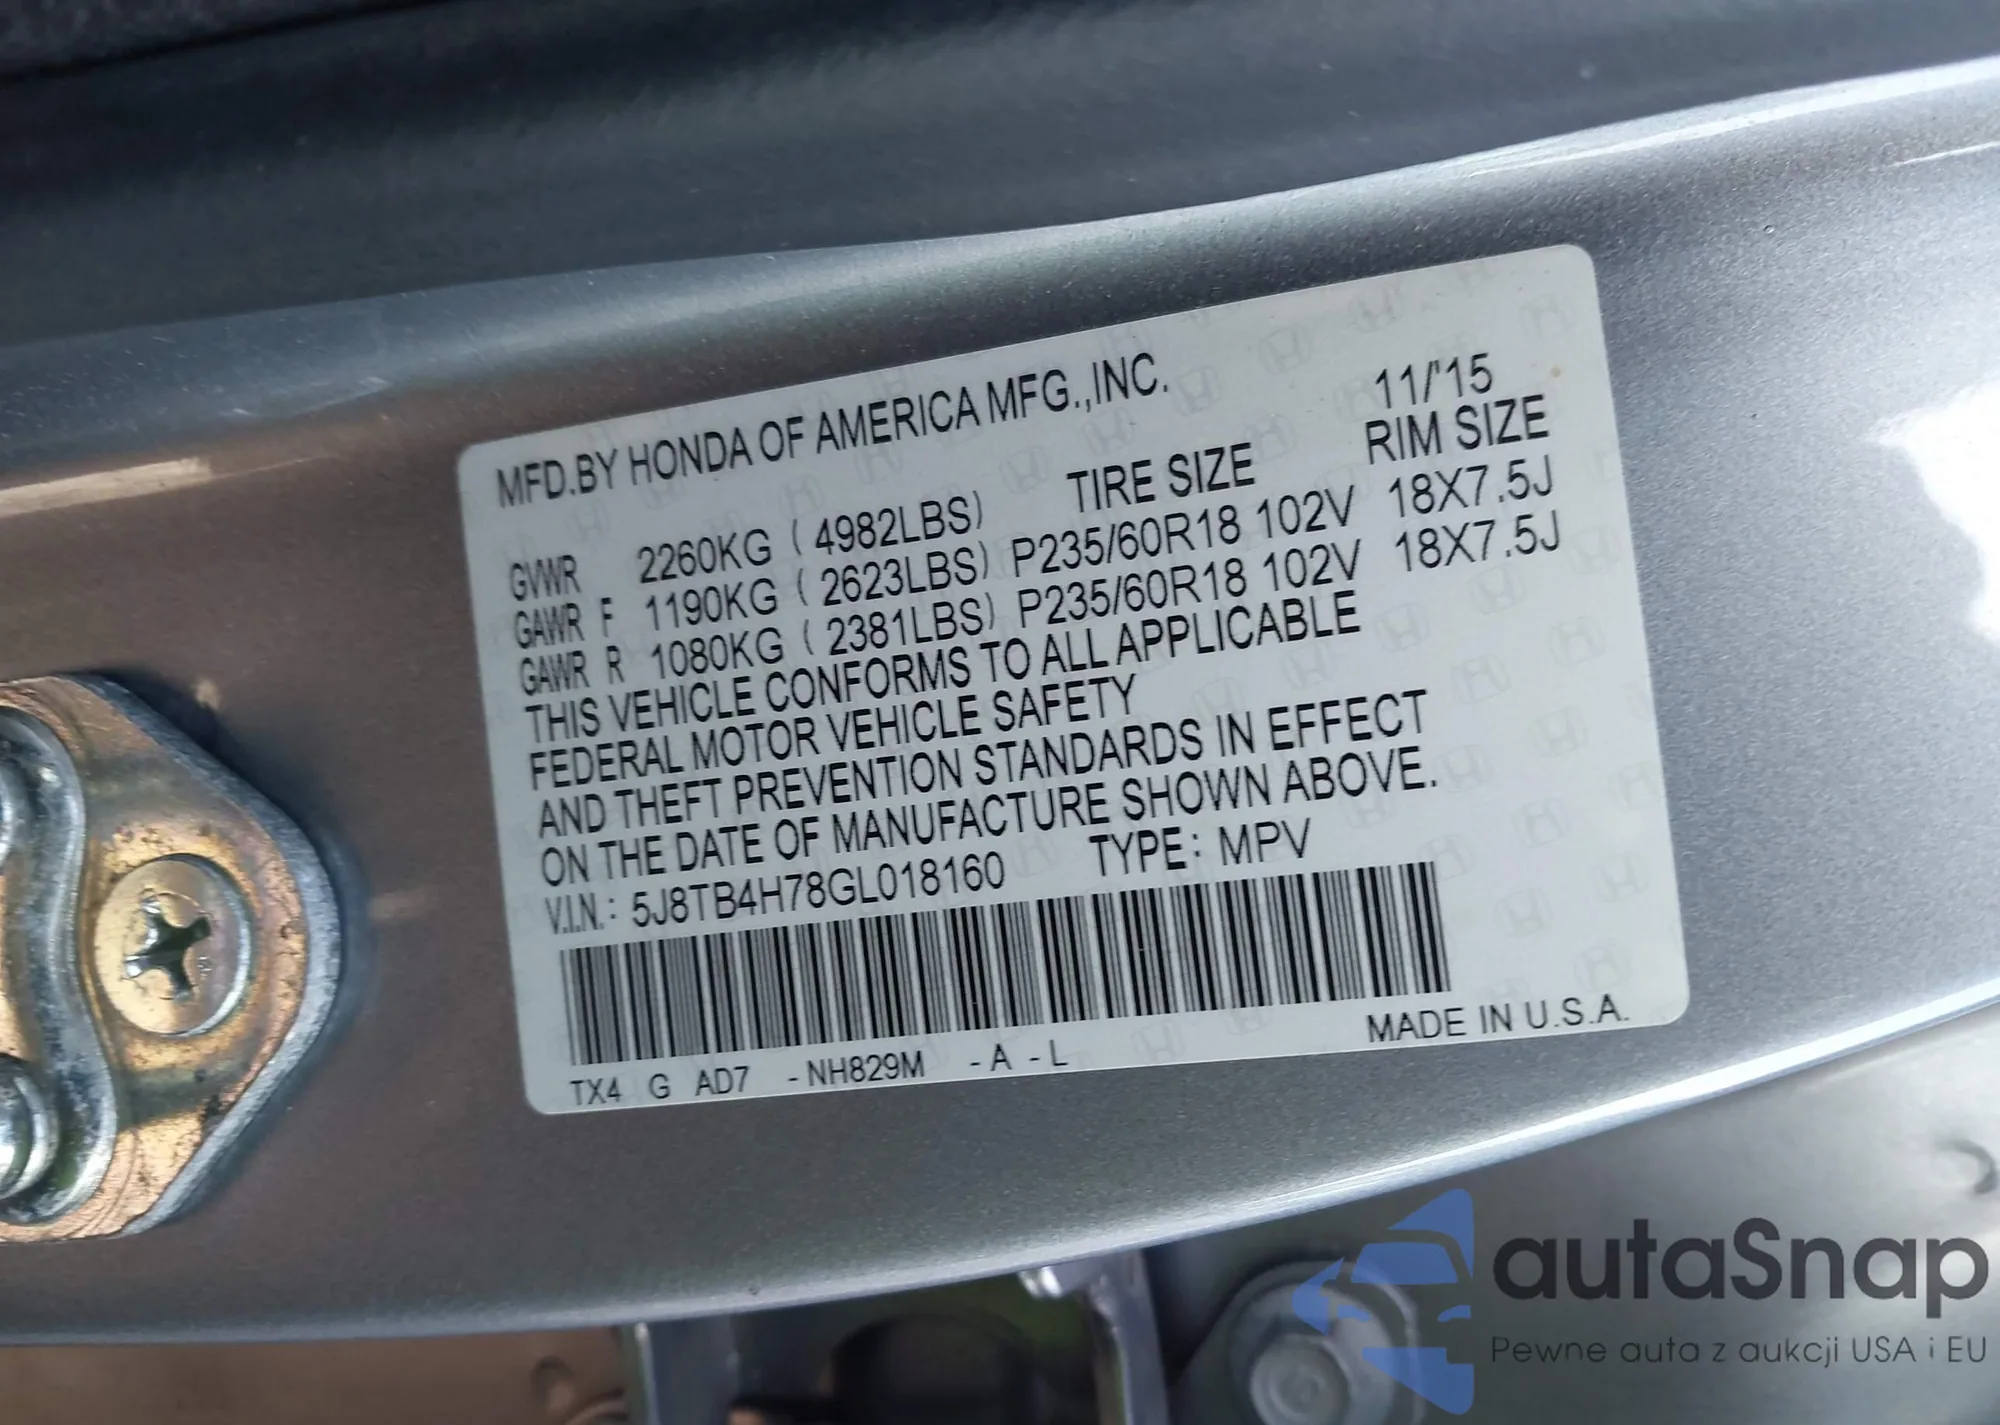 MFD.BY HONDA OF AMERICA MFG.,INC. 11/'15
TIRE SIZE RIM SIZE
GVWR 2260KG ( 4982LBS)
GAWR F 1190KG ( 2623LBS) P235/60R18 102V 18X7.5J
GAWR R 1080KG ( 2381LBS) P235/60R18 102V 18X7.5J
THIS VEHICLE CONFORMS TO ALL APPLICABLE
FEDERAL MOTOR VEHICLE SAFETY
AND THEFT PREVENTION STANDARDS IN EFFECT
ON THE DATE OF MANUFACTURE SHOWN ABOVE.
V.I.N.: 5J8TB4H78GL018160 TYPE: MPV
TX4 G AD7 -NH829M -A -L MADE IN U.S.A.
autaSnap
Pewne auta z aukcji USA i EU